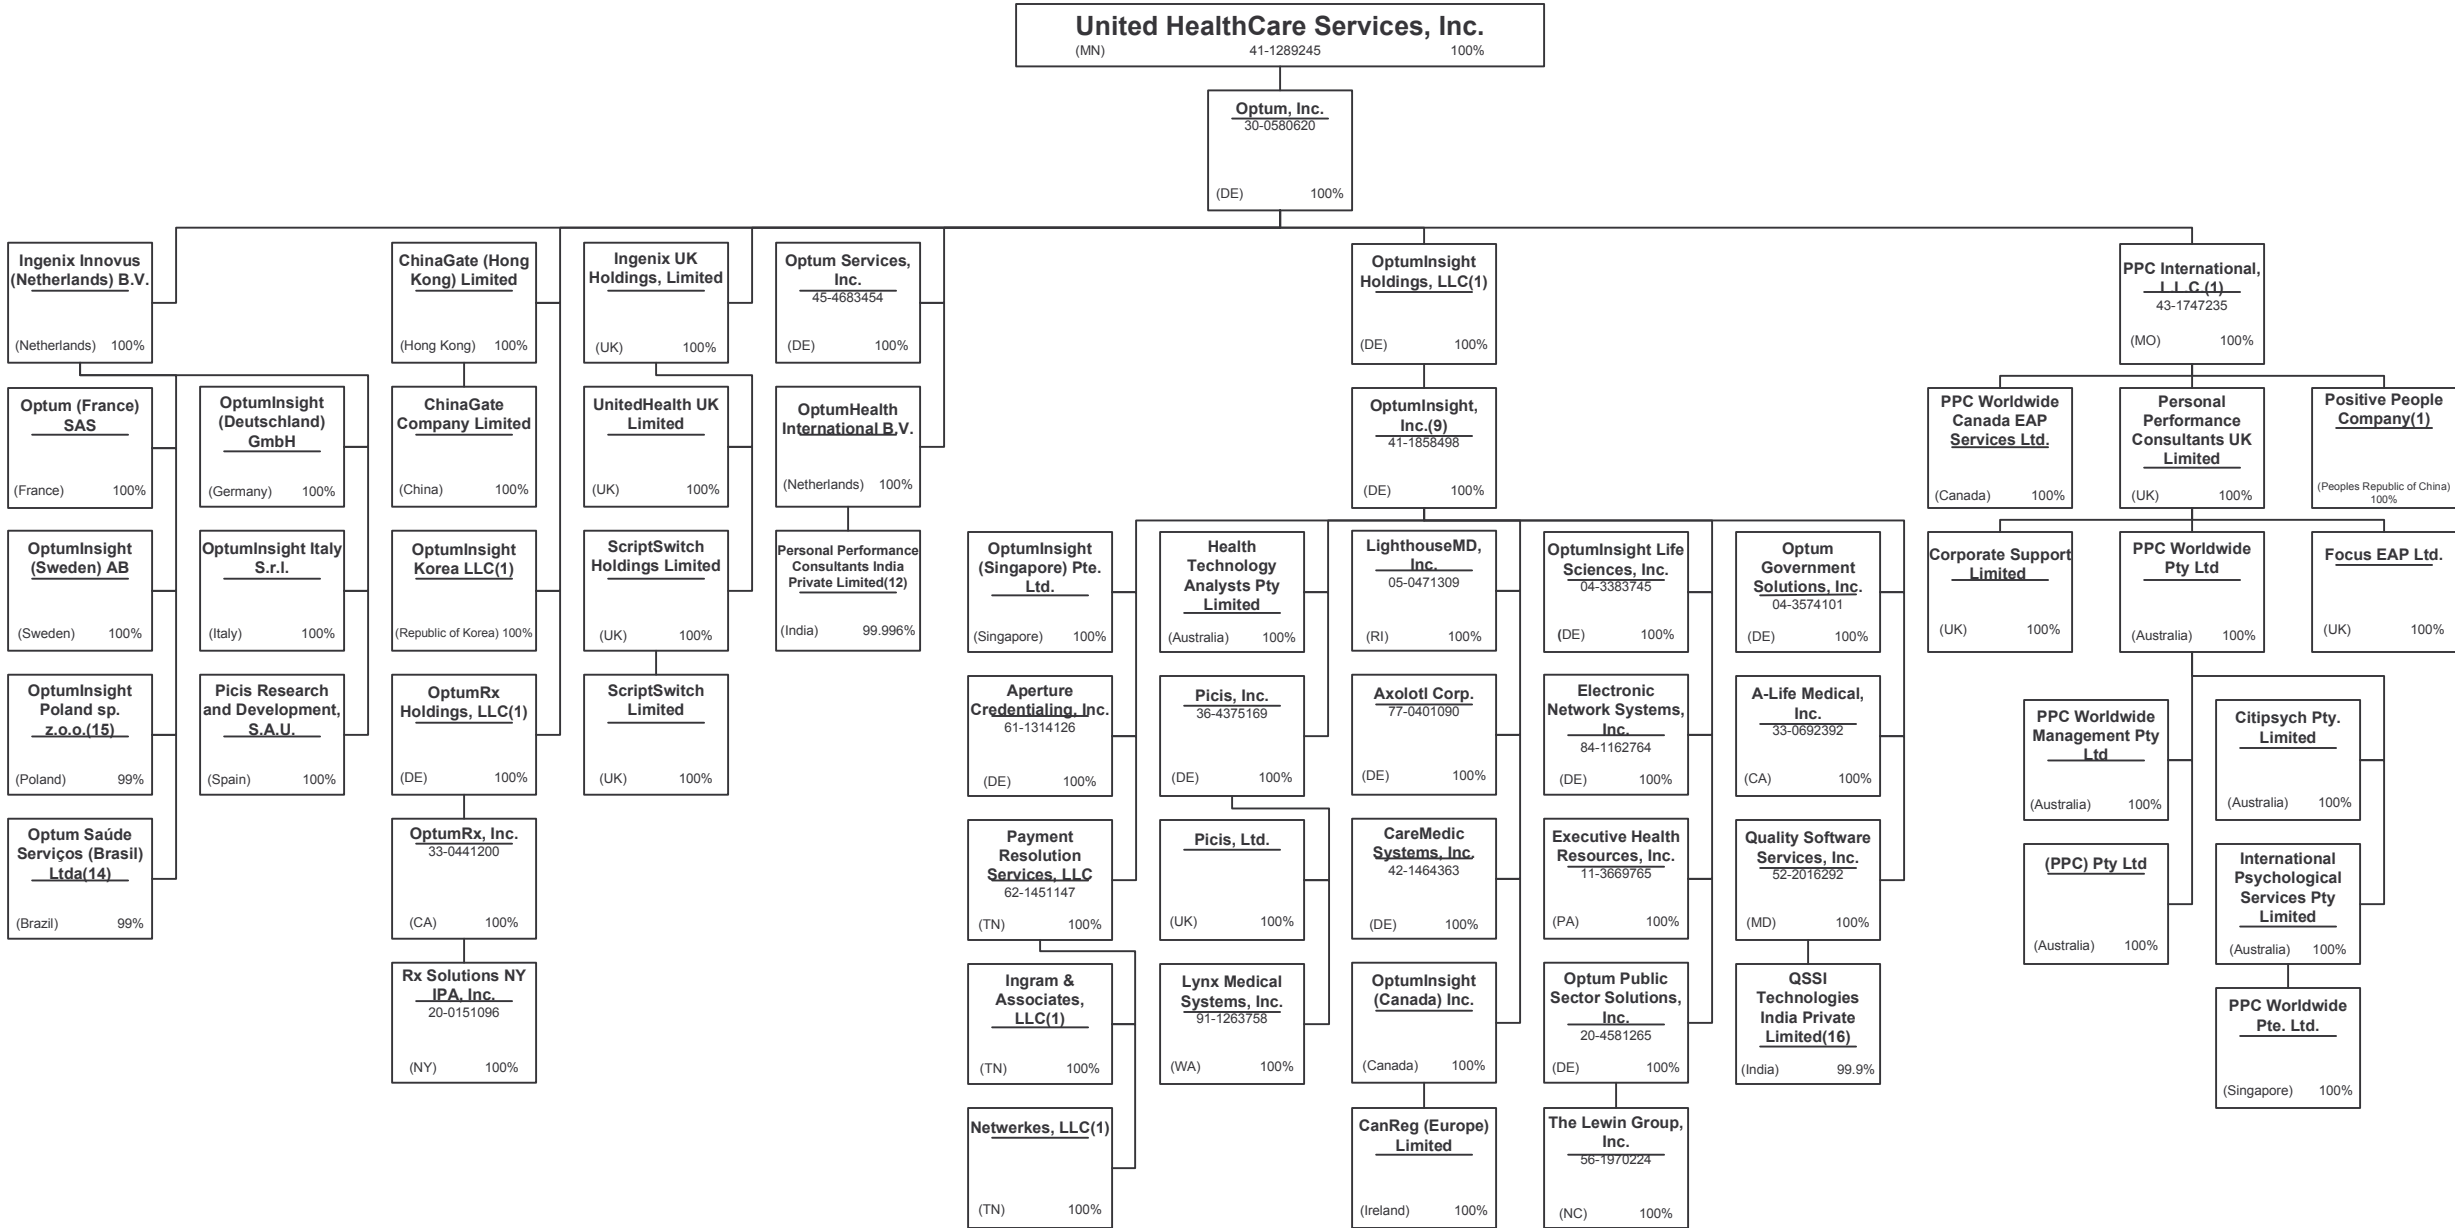 United HealthCare Services, Inc.
(MN) 41-1289245 100%
Optum, Inc.
30-0580620
(DE) 100%
Ingenix Innovus
(Netherlands) B.V.
(Netherlands) 100%
ChinaGate (Hong
Kong) Limited
(Hong Kong) 100%
Ingenix UK
Holdings, Limited
(UK) 100%
Optum Services,
Inc.
45-4683454
(DE) 100%
OptumInsight
Holdings, LLC(1)
(DE) 100%
PPC International,
L.L.C.(1)
43-1747235
(MO) 100%
Optum (France)
SAS
(France) 100%
OptumInsight
(Deutschland)
GmbH
(Germany) 100%
ChinaGate
Company Limited
(China) 100%
UnitedHealth UK
Limited
(UK) 100%
OptumHealth
International B.V.
(Netherlands) 100%
OptumInsight,
Inc.(9)
41-1858498
(DE) 100%
PPC Worldwide
Canada EAP
Services Ltd.
(Canada) 100%
Personal
Performance
Consultants UK
Limited
(UK) 100%
Positive People
Company(1)
(Peoples Republic of China)
100%
OptumInsight
(Sweden) AB
(Sweden) 100%
OptumInsight Italy
S.r.l.
(Italy) 100%
OptumInsight
Korea LLC(1)
(Republic of Korea) 100%
ScriptSwitch
Holdings Limited
(UK) 100%
Personal Performance
Consultants India
Private Limited(12)
(India) 99.996%
OptumInsight
(Singapore) Pte.
Ltd.
(Singapore) 100%
Health
Technology
Analysts Pty
Limited
(Australia) 100%
LighthouseMD,
Inc.
05-0471309
(RI) 100%
OptumInsight Life
Sciences, Inc.
04-3383745
(DE) 100%
Optum
Government
Solutions, Inc.
04-3574101
(DE) 100%
Corporate Support
Limited
(UK) 100%
PPC Worldwide
Pty Ltd
(Australia) 100%
Focus EAP Ltd.
(UK) 100%
OptumInsight
Poland sp.
z.o.o.(15)
(Poland) 99%
Picis Research
and Development,
S.A.U.
(Spain) 100%
OptumRx
Holdings, LLC(1)
(DE) 100%
ScriptSwitch
Limited
(UK) 100%
Aperture
Credentialing, Inc.
61-1314126
(DE) 100%
Picis, Inc.
36-4375169
(DE) 100%
Axolotl Corp.
77-0401090
(DE) 100%
Electronic
Network Systems,
Inc.
84-1162764
(DE) 100%
A-Life Medical,
Inc.
33-0692392
(CA) 100%
PPC Worldwide
Management Pty
Ltd
(Australia) 100%
Citipsych Pty.
Limited
(Australia) 100%
Optum Saúde
Serviços (Brasil)
Ltda(14)
(Brazil) 99%
OptumRx, Inc.
33-0441200
(CA) 100%
Payment
Resolution
Services, LLC
62-1451147
(TN) 100%
Picis, Ltd.
(UK) 100%
CareMedic
Systems, Inc.
42-1464363
(DE) 100%
Executive Health
Resources, Inc.
11-3669765
(PA) 100%
Quality Software
Services, Inc.
52-2016292
(MD) 100%
(PPC) Pty Ltd
(Australia) 100%
International
Psychological
Services Pty
Limited
(Australia) 100%
Rx Solutions NY
IPA, Inc.
20-0151096
(NY) 100%
Ingram &
Associates,
LLC(1)
(TN) 100%
Lynx Medical
Systems, Inc.
91-1263758
(WA) 100%
OptumInsight
(Canada) Inc.
(Canada) 100%
Optum Public
Sector Solutions,
Inc.
20-4581265
(DE) 100%
QSSI
Technologies
India Private
Limited(16)
(India) 99.9%
PPC Worldwide
Pte. Ltd.
(Singapore) 100%
Netwerkes, LLC(1)
(TN) 100%
CanReg (Europe)
Limited
(Ireland) 100%
The Lewin Group,
Inc.
56-1970224
(NC) 100%